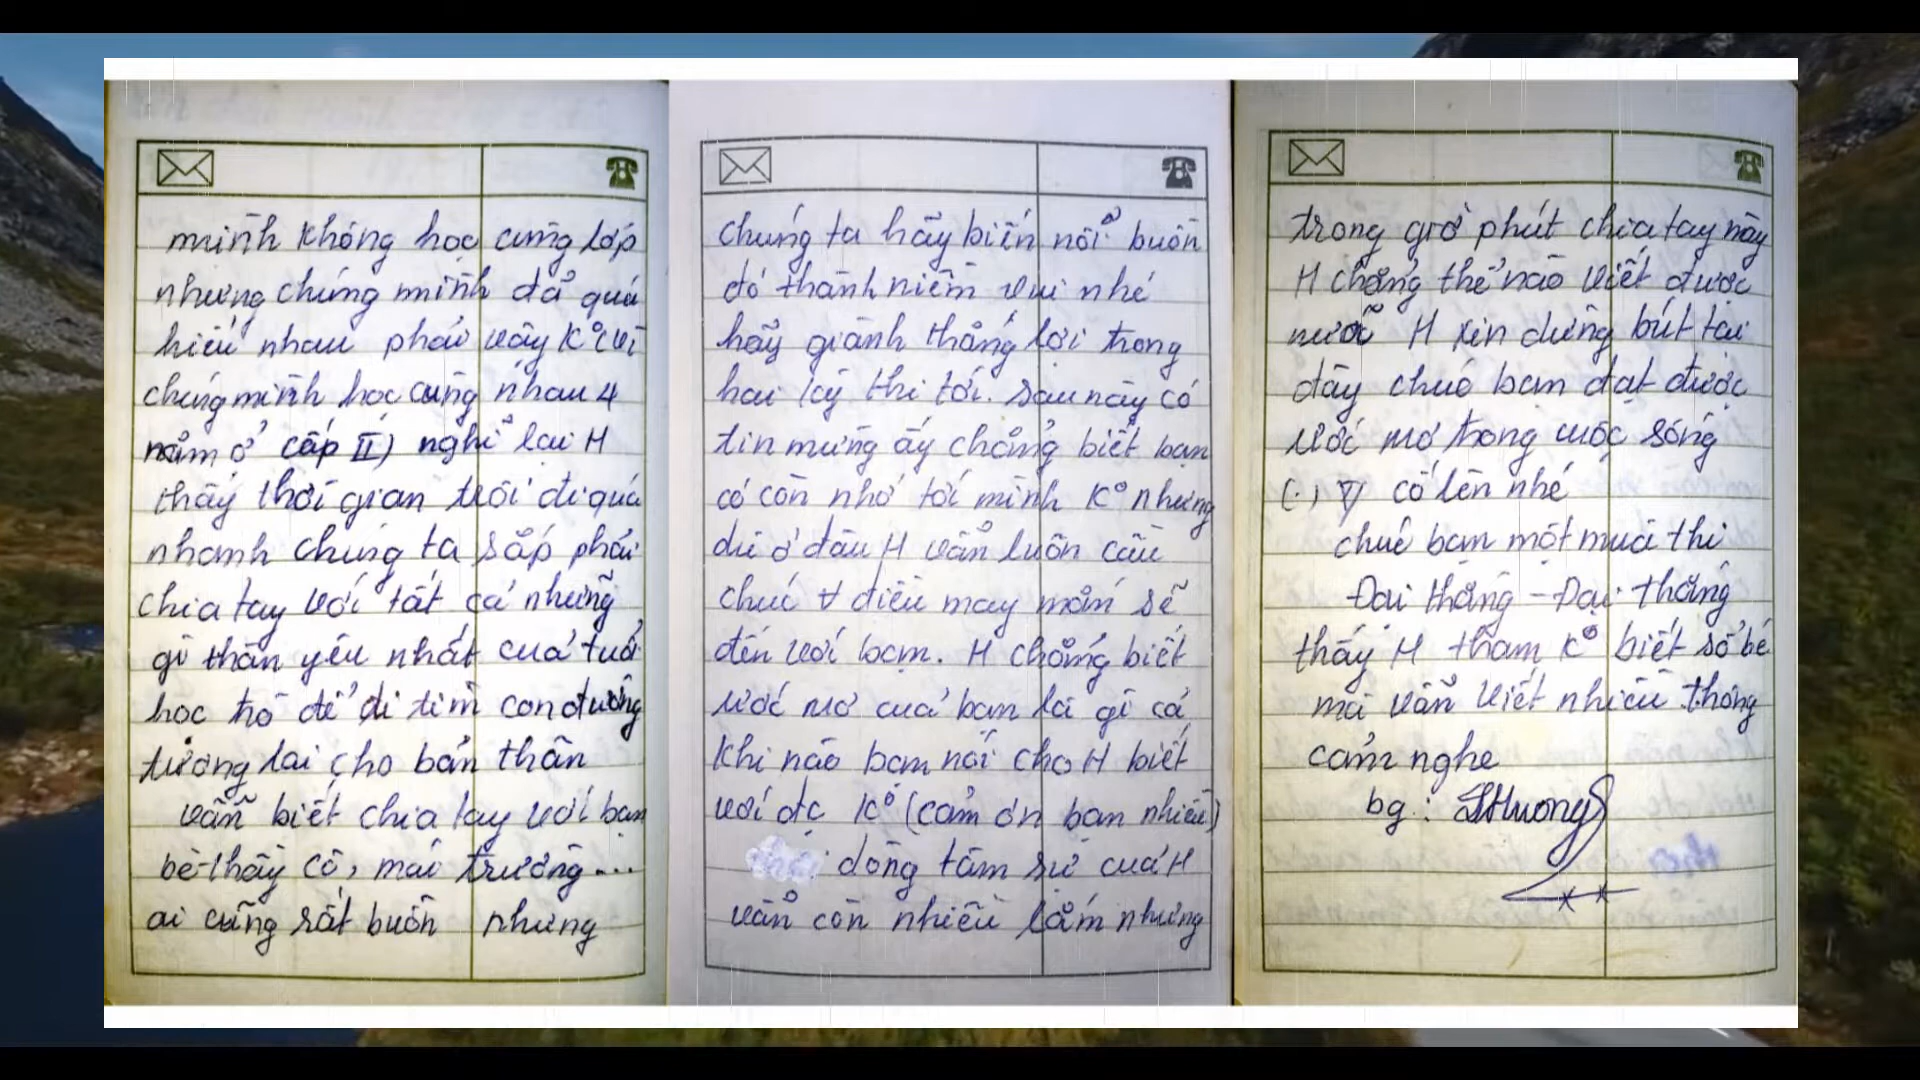 mình không học cùng lớp
nhưng chúng mình đã quá
hiểu nhau phải vậy K° (vì
chúng mình học cùng nhau 4
năm ở cấp II) nghĩ lại H
thấy thời gian trôi đi quá
nhanh chúng ta sắp phải
chia tay với tất cả những
gì thân yêu nhất của tuổi
học trò để đi tìm con đường
tương lai cho bản thân
vẫn biết chia tay với bạn
bè-thầy cô, mái trường...
ai cũng rất buồn nhưng
chúng ta hãy biến nỗi buồn
đó thành niềm vui nhé
hãy giành thắng lợi trong
hai kỳ thi tới. Sau này có
tin mừng ấy chẳng biết bạn
có còn nhớ tới mình K° nhưng
dù ở đâu H vẫn luôn cầu
chúc ∀ điều may mắn sẽ
đến với bạn. H chẳng biết
ước mơ của bạn là gì cả
Khi nào bạn nói cho H biết
với đc K° (cảm ơn bạn nhiều)
dòng tâm sự của H
vẫn còn nhiều lắm nhưng
trong giờ phút chia tay này
H chẳng thể nào viết được
nữa H xin dừng bút tại
đây chúc bạn đạt được
ước mơ trong cuộc sống
cố lên nhé
chúc bạn một mùa thi
Đại thắng - Đại thắng
thấy H tham K° biết sổ bé
mà vẫn viết nhiều thông
cảm nghe
bg: THương